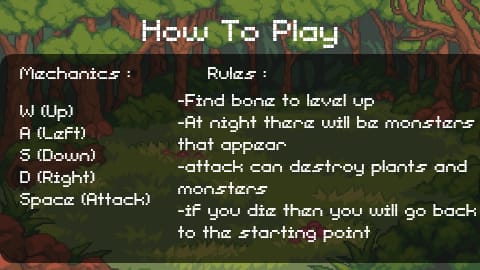 How To Play
Mechanics :
W (Up)
A (Left)
S (Down)
D (Right)
Space (Attack)
Rules :
-Find bone to level up
-At night there will be monsters
that appear
-attack can destroy plants and
monsters
-if you die then you will go back
to the starting point